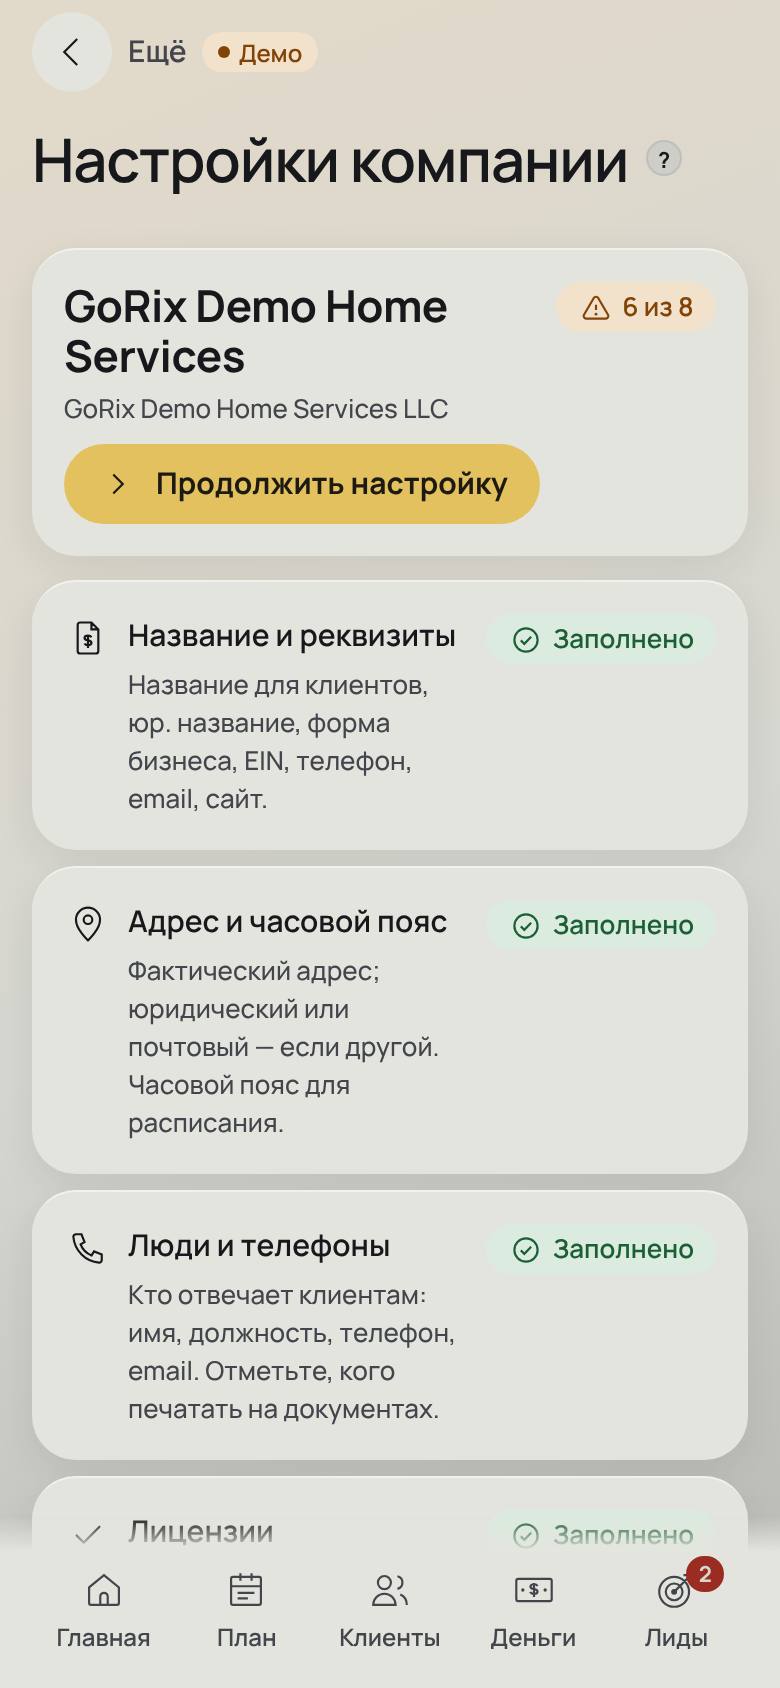 Ещё
Демо
Настройки компании
?
GoRix Demo Home
Services
6 из 8
GoRix Demo Home Services LLC
Продолжить настройку
Название и реквизиты
Заполнено
Название для клиентов,
юр. название, форма
бизнеса, EIN, телефон,
email, сайт.
Адрес и часовой пояс
Заполнено
Фактический адрес;
юридический или
почтовый — если другой.
Часовой пояс для
расписания.
Люди и телефоны
Заполнено
Кто отвечает клиентам:
имя, должность, телефон,
email. Отметьте, кого
печатать на документах.
Лицензии
Заполнено
2
Главная
План
Клиенты
Деньги
Лиды